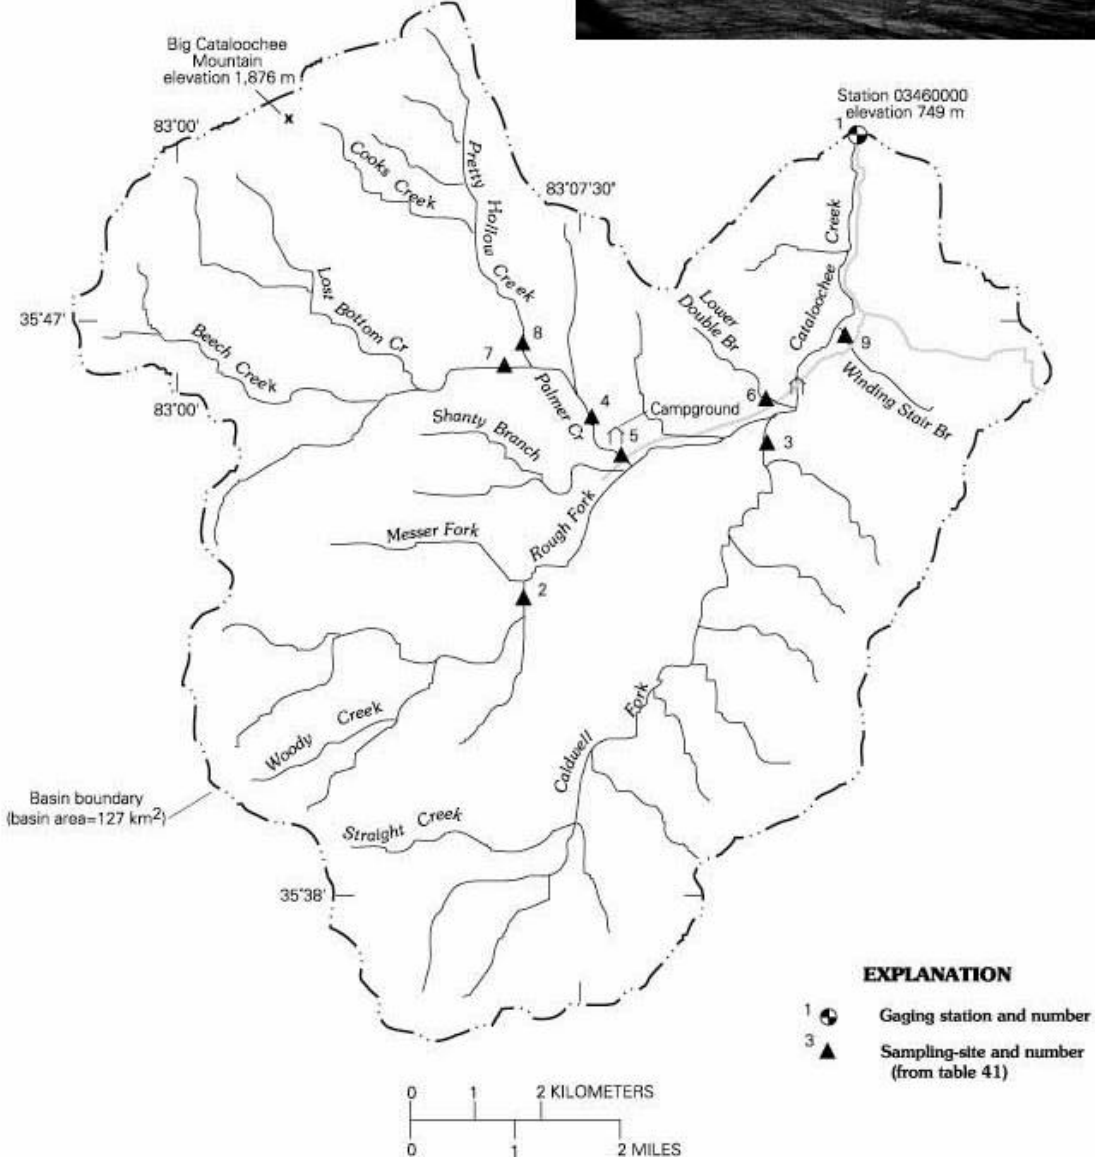 Big Cataloochee
Mountain
elevation 1,876 m
x
83°00'
Station 03460000
elevation 749 m
1
Cooks Creek
Pretty Hollow Creek
83°07'30"
Cataloochee Creek
Lost Bottom Cr
Lower
Double Br
35°47'
Beech Creek
8
7
9
Palmer Cr
83°00'
4
6
Winding Stair Br
Campground
Shanty Branch
5
3
Rough Fork
Messer Fork
2
Woody Creek
Caldwell Fork
Basin boundary
(basin area=127 km²)
Straight Creek
35°38'
EXPLANATION
1 Gaging station and number
3 Sampling-site and number
(from table 41)
0 1 2 KILOMETERS
0 1 2 MILES